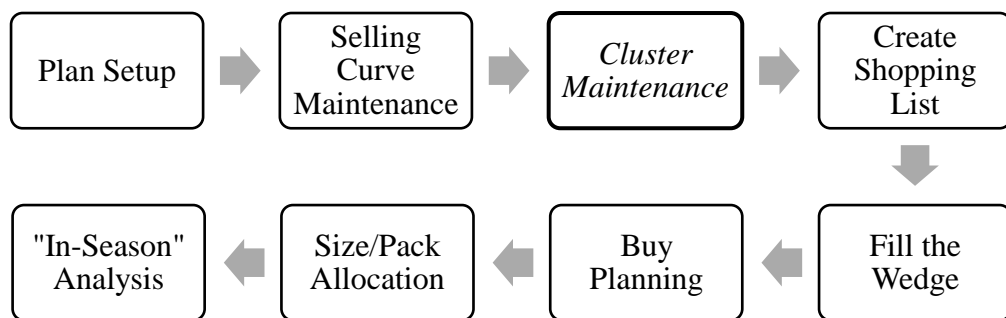 Plan Setup
Selling
Curve
Maintenance
Cluster
Maintenance
Create
Shopping
List
Fill the
Wedge
Buy
Planning
Size/Pack
Allocation
"In-Season"
Analysis